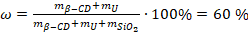 ω = (m_{β−CD} + m_U) / (m_{β−CD} + m_U + m_{SiO_2}) · 100% = 60 %